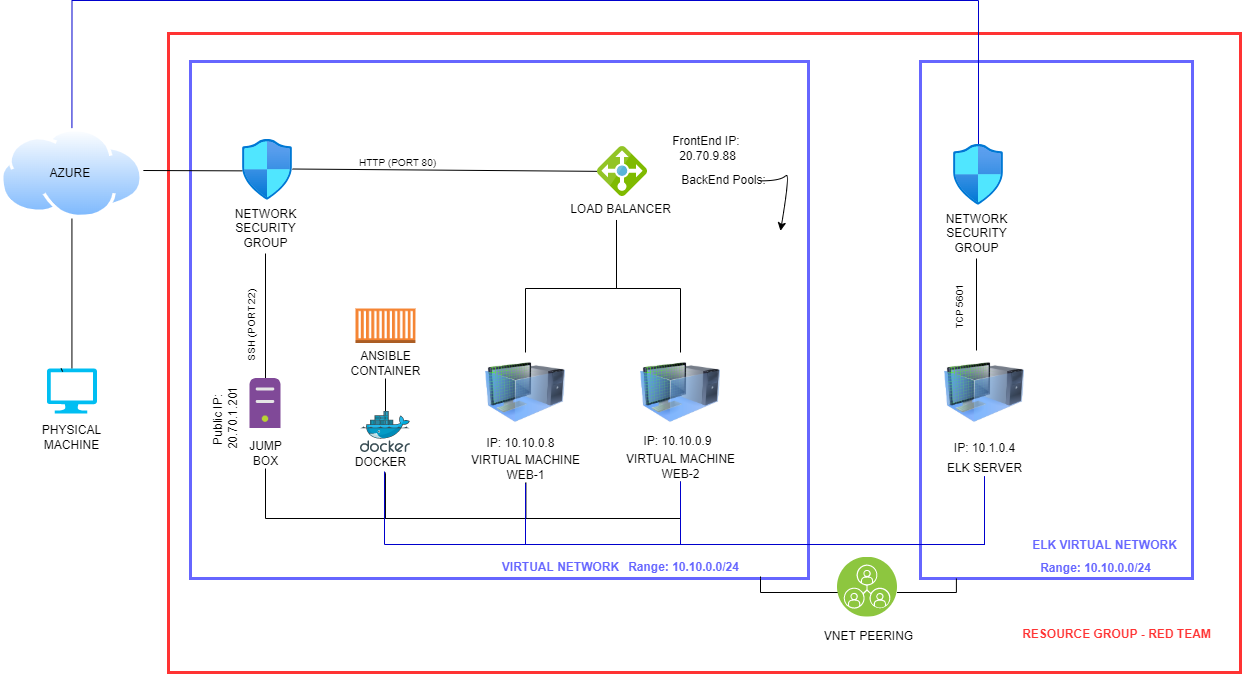 FrontEnd IP:
20.70.9.88
BackEnd Pools:
HTTP (PORT 80)
AZURE
LOAD BALANCER
NETWORK
SECURITY
GROUP
NETWORK
SECURITY
GROUP
SSH (PORT 22)
TCP 5601
ANSIBLE
CONTAINER
Public IP:
20.70.1.201
PHYSICAL
MACHINE
JUMP
BOX
docker
DOCKER
IP: 10.10.0.8
VIRTUAL MACHINE
WEB-1
IP: 10.10.0.9
VIRTUAL MACHINE
WEB-2
IP: 10.1.0.4
ELK SERVER
VIRTUAL NETWORK Range: 10.10.0.0/24
ELK VIRTUAL NETWORK
Range: 10.10.0.0/24
VNET PEERING
RESOURCE GROUP - RED TEAM